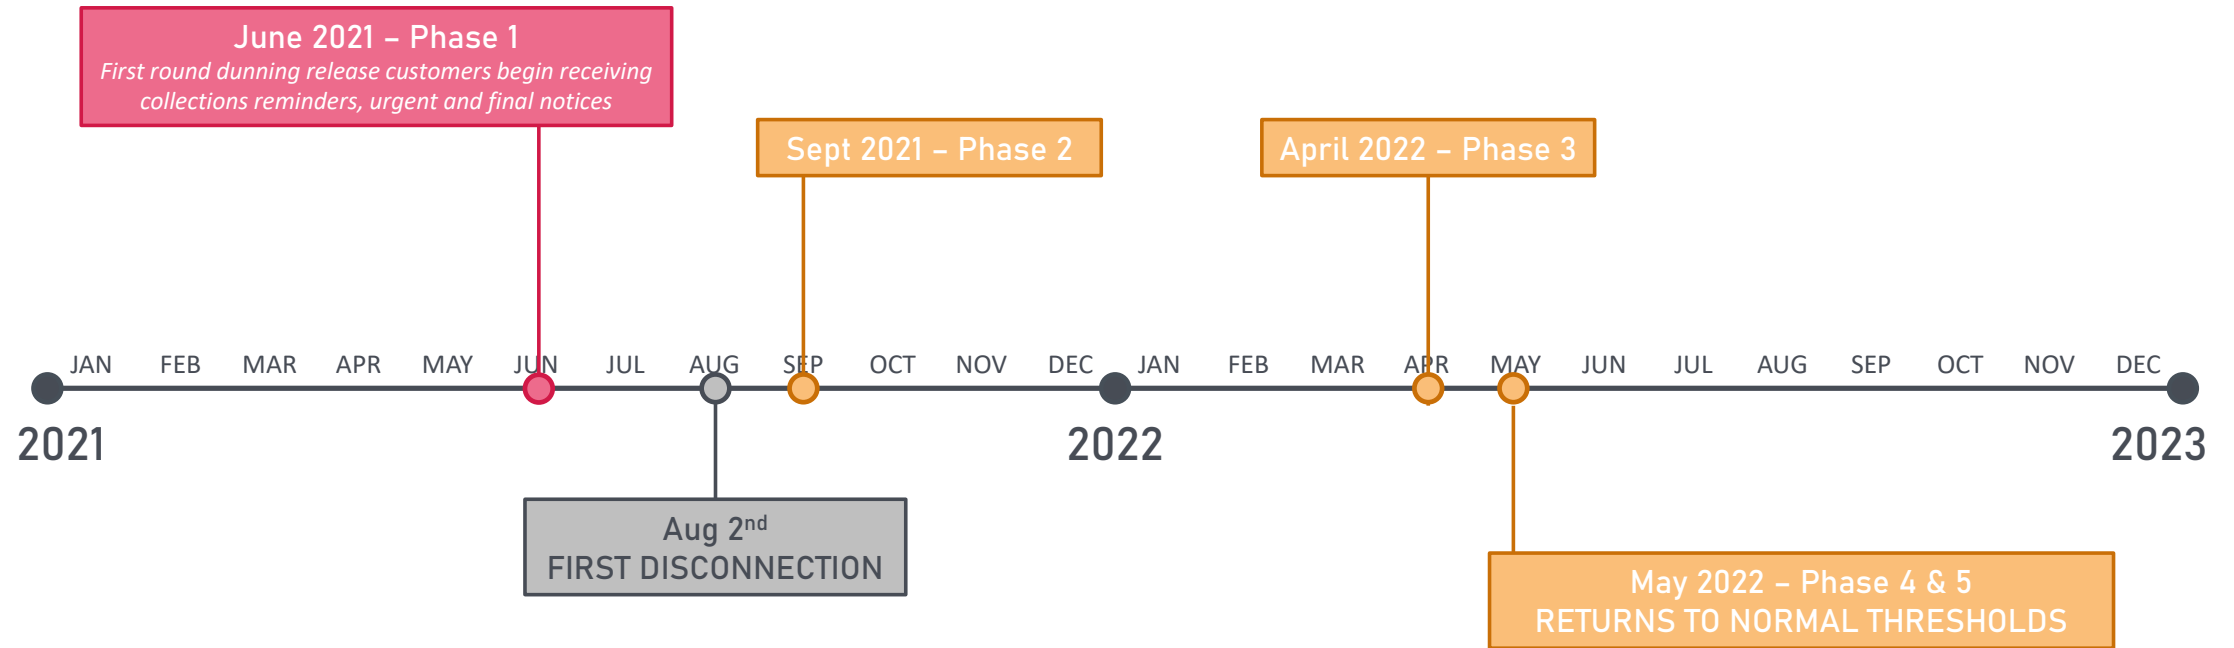 June 2021 – Phase 1
First round dunning release customers begin receiving
collections reminders, urgent and final notices
Sept 2021 – Phase 2
April 2022 – Phase 3
JAN FEB MAR APR MAY JUN JUL AUG SEP OCT NOV DEC JAN FEB MAR APR MAY JUN JUL AUG SEP OCT NOV DEC
2021 2022 2023
Aug 2nd
FIRST DISCONNECTION
May 2022 – Phase 4 & 5
RETURNS TO NORMAL THRESHOLDS